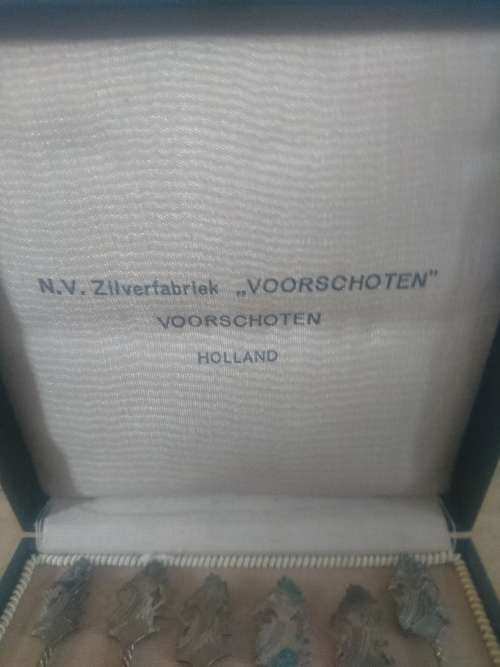 N.V. Zilverfabriek „VOORSCHOTEN”
VOORSCHOTEN
HOLLAND